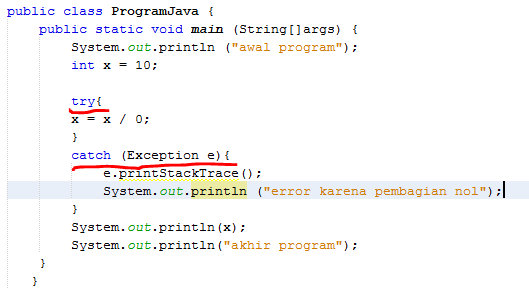 public class ProgramJava {
public static void main (String[]args) {
System.out.println ("awal program");
int x = 10;
try{
x = x / 0;
}
catch (Exception e){
e.printStackTrace();
System.out.println ("error karena pembagian nol");
}
System.out.println(x);
System.out.println("akhir program");
}
}